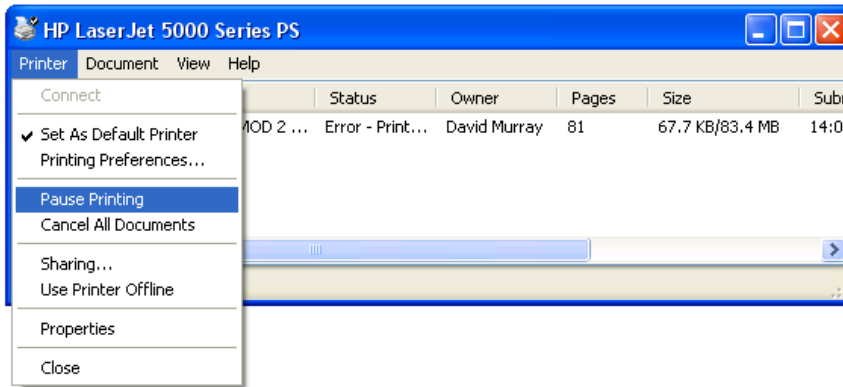 HP LaserJet 5000 Series PS
Printer Document View Help
Connect
Status Owner Pages Size Subr
Set As Default Printer
MOD 2 ... Error - Print... David Murray 81 67.7 KB/83.4 MB 14:0
Printing Preferences...
Pause Printing
Cancel All Documents
Sharing...
Use Printer Offline
Properties
Close